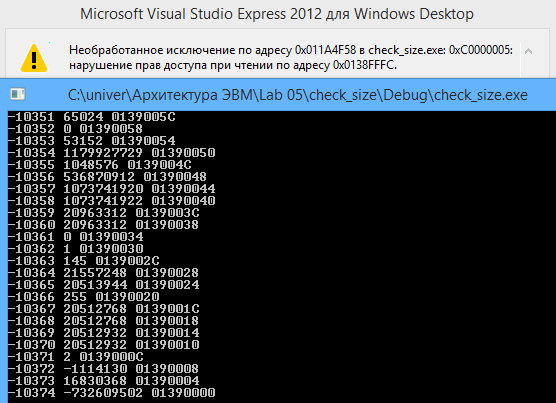 Microsoft Visual Studio Express 2012 для Windows Desktop
Необработанное исключение по адресу 0x011A4F58 в check_size.exe: 0xC0000005:
нарушение прав доступа при чтении по адресу 0x0138FFFC.
C:\univer\Архитектура ЭВМ\Lab 05\check_size\Debug\check_size.exe
-10351 65024 0139005C
-10352 0 01390058
-10353 53152 01390054
-10354 1179927729 01390050
-10355 1048576 0139004C
-10356 536870912 01390048
-10357 1073741920 01390044
-10358 1073741922 01390040
-10359 20963312 0139003C
-10360 20963312 01390038
-10361 0 01390034
-10362 1 01390030
-10363 145 0139002C
-10364 21557248 01390028
-10365 20513944 01390024
-10366 255 01390020
-10367 20512768 0139001C
-10368 20512768 01390018
-10369 20512932 01390014
-10370 20512932 01390010
-10371 2 0139000C
-10372 -1114130 01390008
-10373 16830368 01390004
-10374 -732609502 01390000